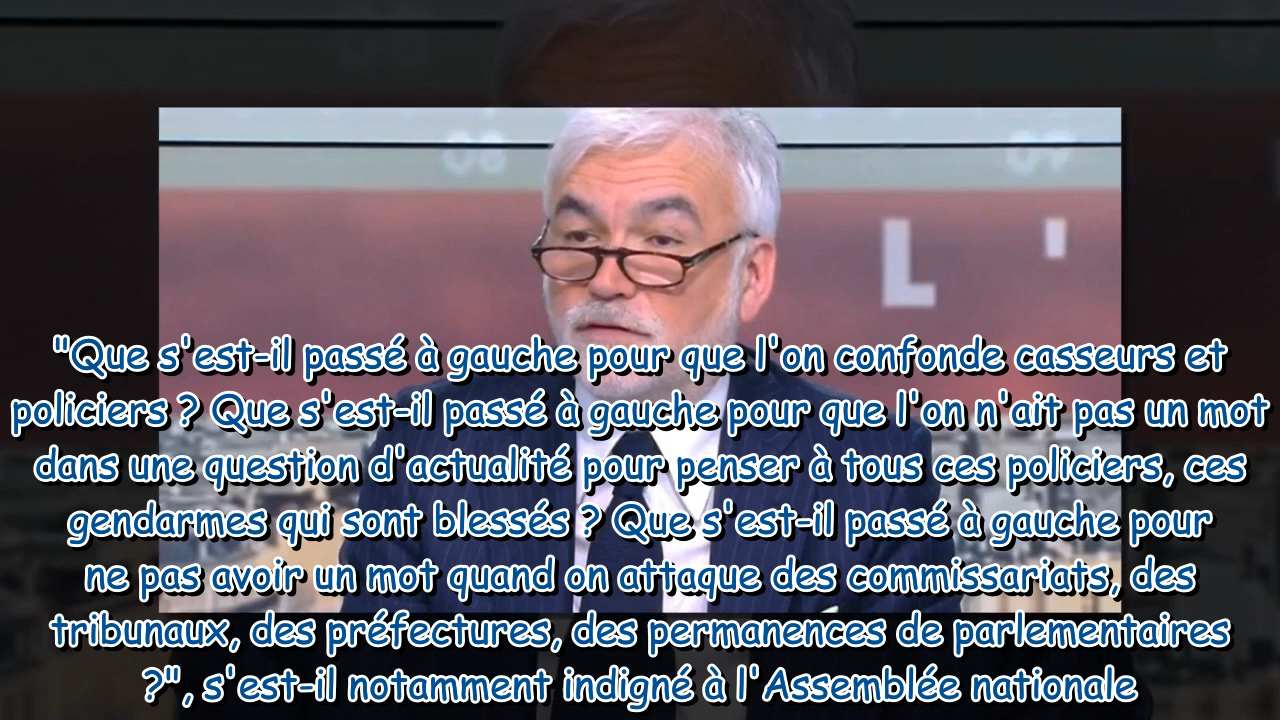 08
09
L'
"Que s'est-il passé à gauche pour que l'on confonde casseurs et
policiers ? Que s'est-il passé à gauche pour que l'on n'ait pas un mot
dans une question d'actualité pour penser à tous ces policiers, ces
gendarmes qui sont blessés ? Que s'est-il passé à gauche pour
ne pas avoir un mot quand on attaque des commissariats, des
tribunaux, des préfectures, des permanences de parlementaires
?", s'est-il notamment indigné à l'Assemblée nationale